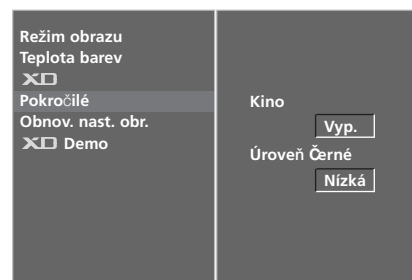 Režim obrazu
Teplota barev
XD
Pokročilé
Obnov. nast. obr.
XD Demo
Kino
Vyp.
Úroveň Černé
Nízká